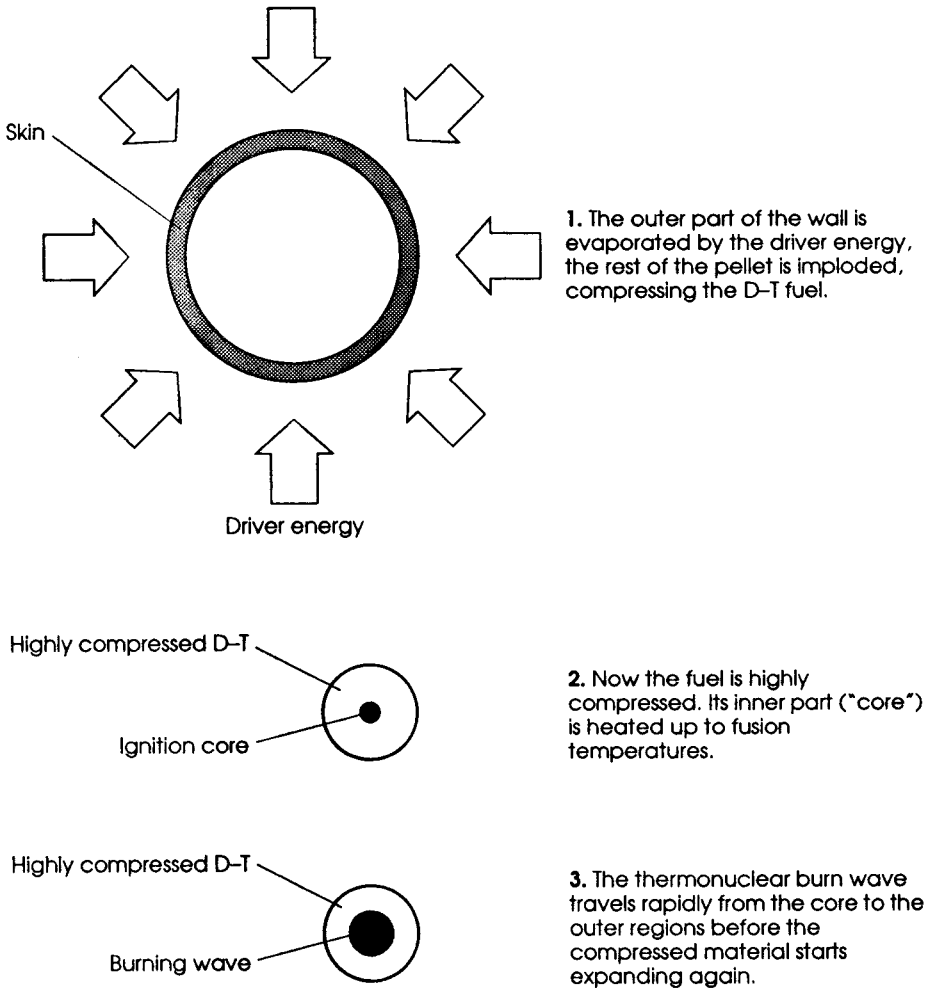 Skin
1. The outer part of the wall is
evaporated by the driver energy,
the rest of the pellet is imploded,
compressing the D–T fuel.
Driver energy
Highly compressed D–T
Ignition core
2. Now the fuel is highly
compressed. Its inner part ("core")
is heated up to fusion
temperatures.
Highly compressed D–T
Burning wave
3. The thermonuclear burn wave
travels rapidly from the core to the
outer regions before the
compressed material starts
expanding again.